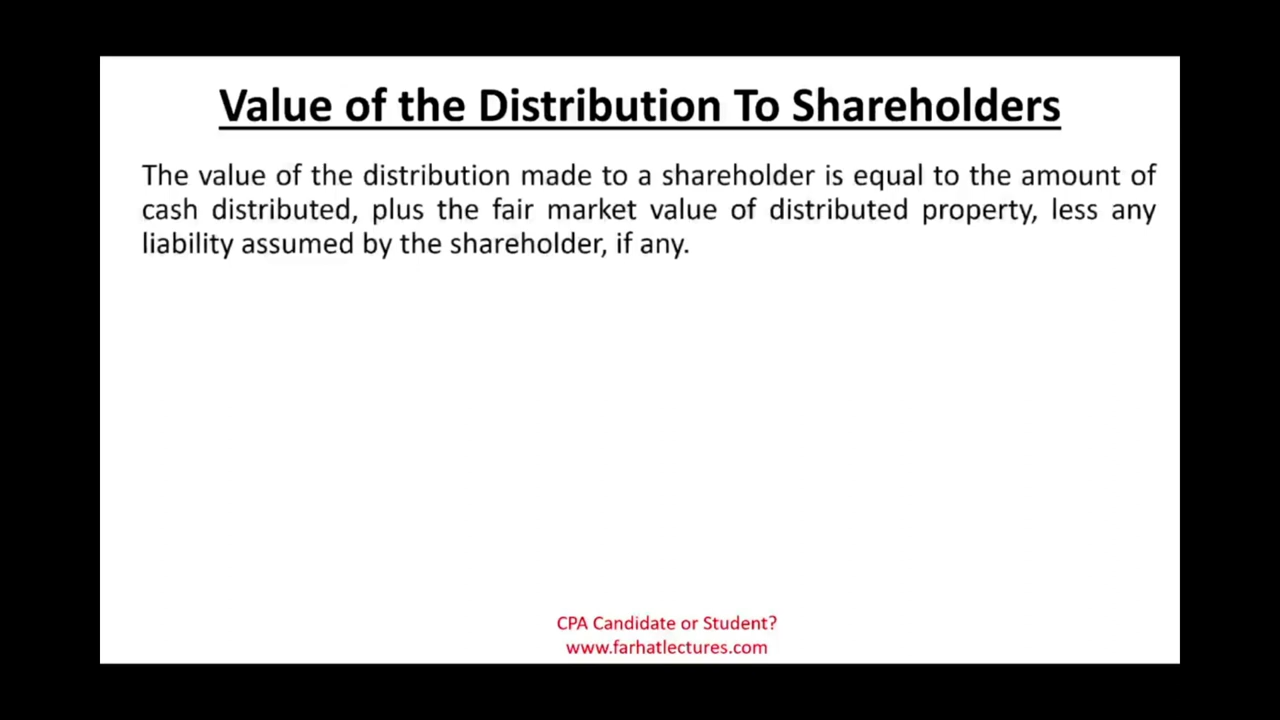 Value of the Distribution To Shareholders
The value of the distribution made to a shareholder is equal to the amount of
cash distributed, plus the fair market value of distributed property, less any
liability assumed by the shareholder, if any.
CPA Candidate or Student?
www.farhatlectures.com